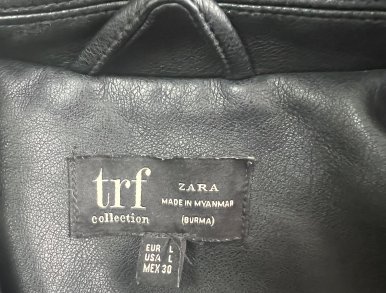 trf
collection
ZARA
MADE IN MYANMAR
(BURMA)
EUR L
USA L
MEX 30